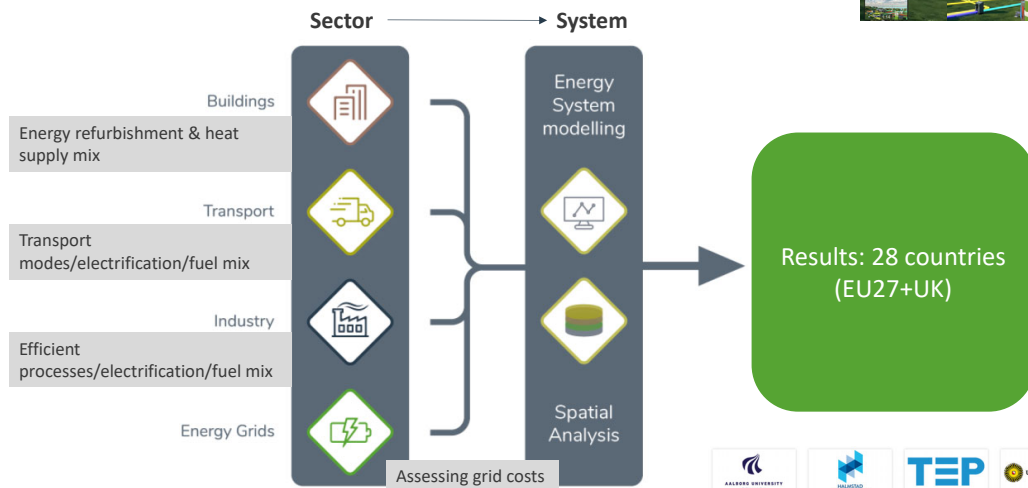 Sector
System
Buildings
Energy refurbishment & heat
supply mix
Transport
Transport
modes/electrification/fuel mix
Industry
Efficient
processes/electrification/fuel mix
Energy Grids
Assessing grid costs
Energy
System
modelling
Spatial
Analysis
Results: 28 countries
(EU27+UK)
AALBORG UNIVERSITY
HALMSTAD
TEP